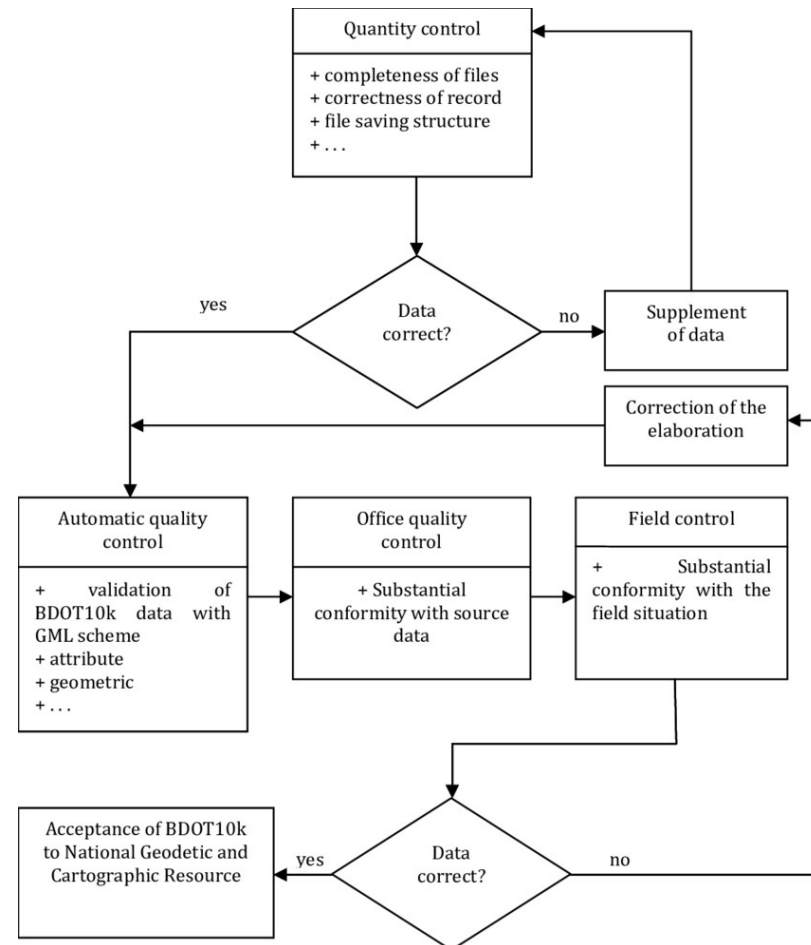 Quantity control
+ completeness of files
+ correctness of record
+ file saving structure
+ . . .
yes
Data
correct?
no
Supplement
of data
Correction of the
elaboration
Automatic quality
control
+ validation of
BDOT10k data with
GML scheme
+ attribute
+ geometric
+ . . .
Office quality
control
+ Substantial
conformity with source
data
Field control
+ Substantial
conformity with the
field situation
Acceptance of BDOT10k
to National Geodetic and
Cartographic Resource
yes
Data
correct?
no